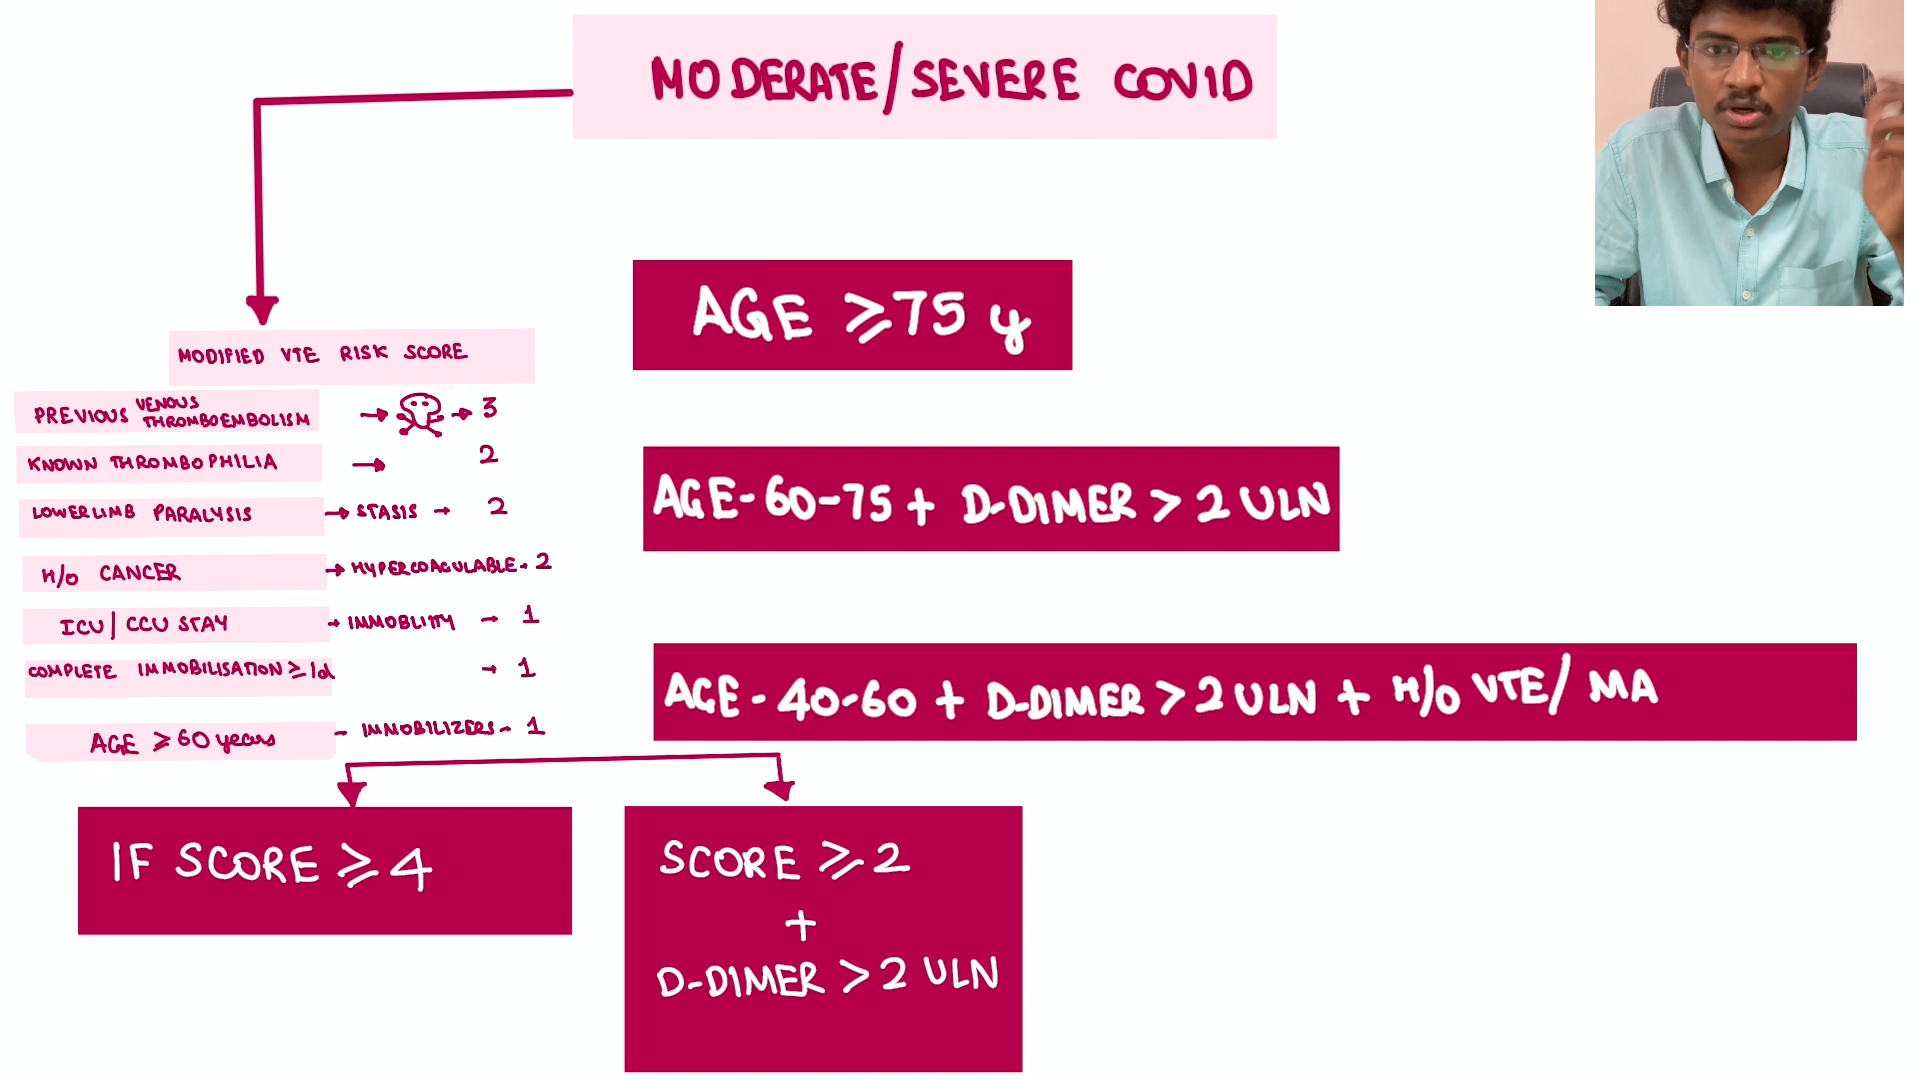 MODERATE/SEVERE COVID
AGE ≥75 y
MODIFIED VTE RISK SCORE
PREVIOUS VENOUS THROMBOEMBOLISM → → 3
KNOWN THROMBOPHILIA → 2
LOWERLIMB PARALYSIS → STASIS → 2
H/O CANCER → HYPERCOAGULABLE - 2
ICU/CCU STAY → IMMOBLITY → 1
COMPLETE IMMOBILISATION ≥ 1d → 1
AGE ≥ 60 years - IMMOBILIZERS - 1
AGE-60-75 + D-DIMER > 2 ULN
AGE - 40-60 + D-DIMER > 2 ULN + H/O VTE/ MA
IF SCORE ≥ 4
SCORE ≥ 2
+
D-DIMER > 2 ULN